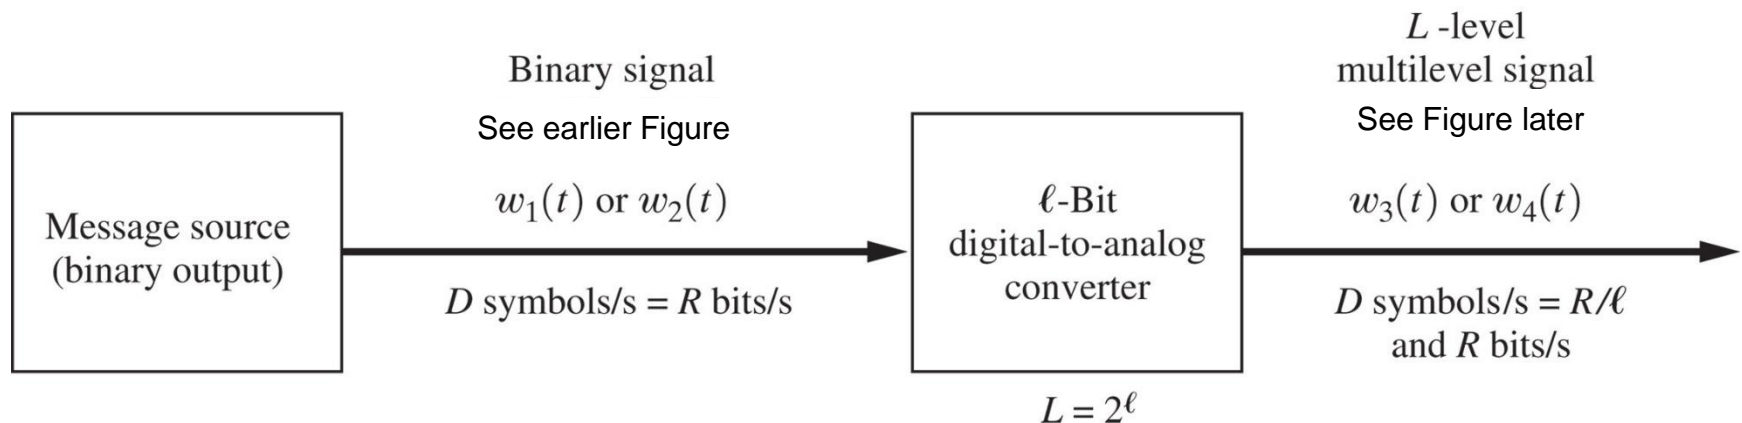 Message source
(binary output)
Binary signal
See earlier Figure
w₁(t) or w₂(t)
D symbols/s = R bits/s
ℓ-Bit
digital-to-analog
converter
L = 2^ℓ
L -level
multilevel signal
See Figure later
w₃(t) or w₄(t)
D symbols/s = R/ℓ
and R bits/s